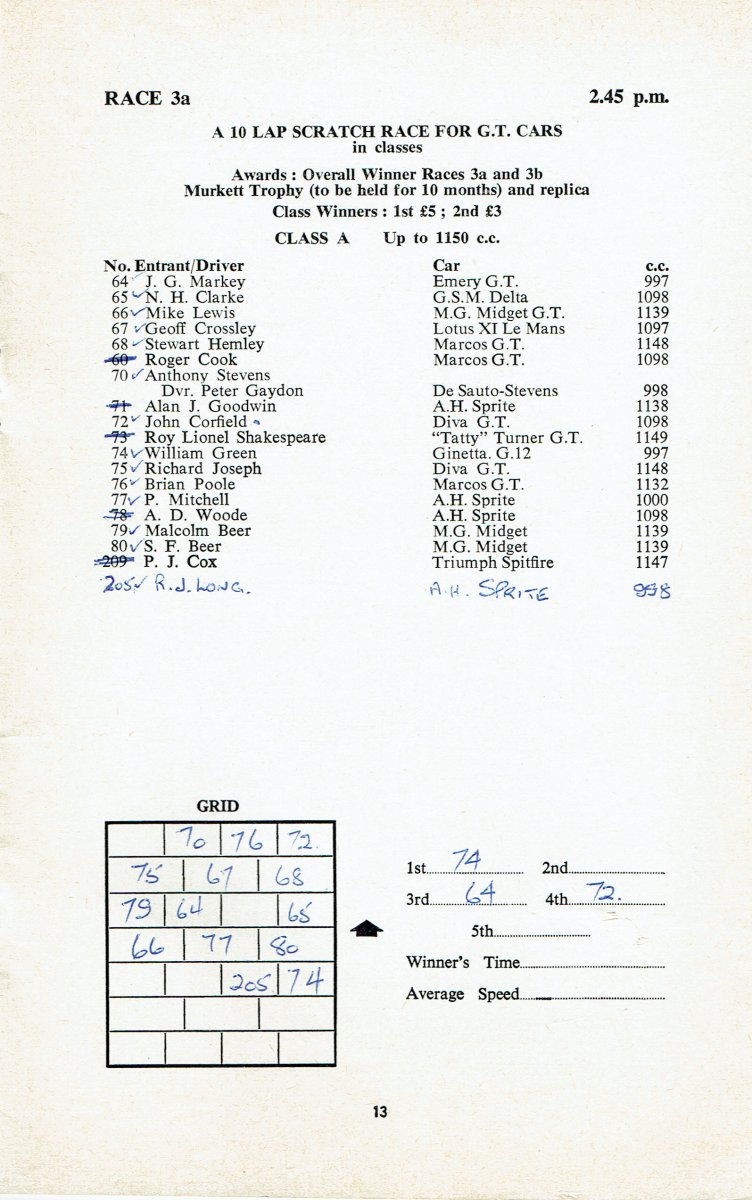 RACE 3a 2.45 p.m.
A 10 LAP SCRATCH RACE FOR G.T. CARS
in classes
Awards : Overall Winner Races 3a and 3b
Murkett Trophy (to be held for 10 months) and replica
Class Winners : 1st £5 ; 2nd £3
CLASS A Up to 1150 c.c.
No. Entrant/Driver Car c.c.
64 J. G. Markey Emery G.T. 997
65 N. H. Clarke G.S.M. Delta 1098
66 Mike Lewis M.G. Midget G.T. 1139
67 Geoff Crossley Lotus XI Le Mans 1097
68 Stewart Hemley Marcos G.T. 1148
60 Roger Cook Marcos G.T. 1098
70 Anthony Stevens
Dvr. Peter Gaydon De Sauto-Stevens 998
71 Alan J. Goodwin A.H. Sprite 1138
72 John Corfield Diva G.T. 1098
73 Roy Lionel Shakespeare "Tatty" Turner G.T. 1149
74 William Green Ginetta. G.12 997
75 Richard Joseph Diva G.T. 1148
76 Brian Poole Marcos G.T. 1132
77 P. Mitchell A.H. Sprite 1000
78 A. D. Woode A.H. Sprite 1098
79 Malcolm Beer M.G. Midget 1139
80 S. F. Beer M.G. Midget 1139
209 P. J. Cox Triumph Spitfire 1147
205 R.J. LONG. A.H. SPRITE 998
GRID
70 76 72.
75 67 68
79 64 65
66 77 80
205 74
1st 74 2nd
3rd 64 4th 72.
5th
Winner's Time
Average Speed
13